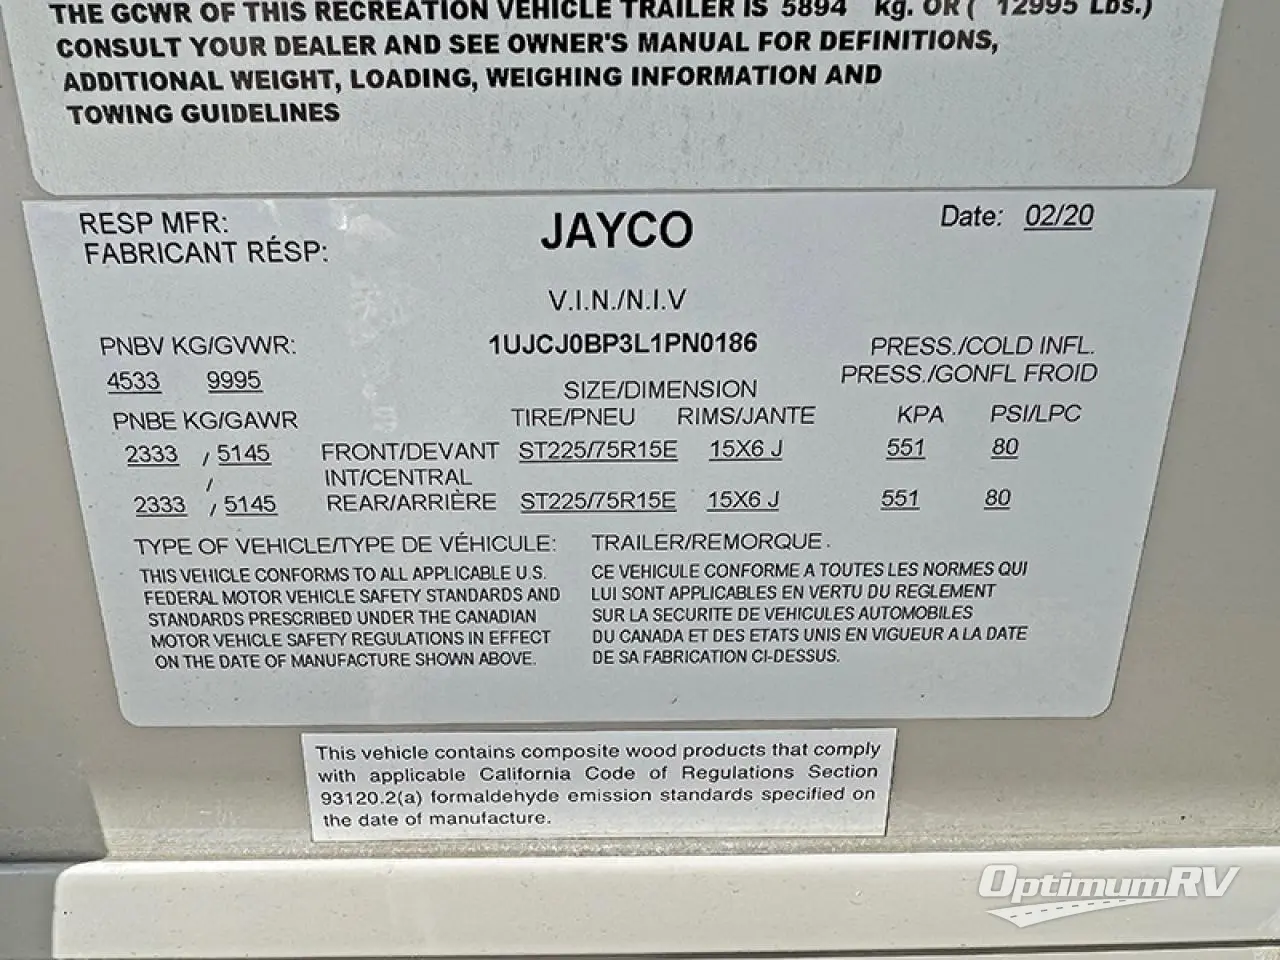 THE GCWR OF THIS RECREATION VEHICLE TRAILER IS 5894 kg. OR ( 12995 Lbs.)
CONSULT YOUR DEALER AND SEE OWNER'S MANUAL FOR DEFINITIONS,
ADDITIONAL WEIGHT, LOADING, WEIGHING INFORMATION AND
TOWING GUIDELINES
RESP MFR: JAYCO Date: 02/20
FABRICANT RÉSP:
V.I.N./N.I.V
PNBV KG/GVWR: 1UJCJ0BP3L1PN0186 PRESS./COLD INFL.
4533 9995 SIZE/DIMENSION PRESS./GONFL FROID
PNBE KG/GAWR TIRE/PNEU RIMS/JANTE KPA PSI/LPC
2333 / 5145 FRONT/DEVANT ST225/75R15E 15X6 J 551 80
/ INT/CENTRAL
2333 / 5145 REAR/ARRIÈRE ST225/75R15E 15X6 J 551 80
TYPE OF VEHICLE/TYPE DE VÉHICULE: TRAILER/REMORQUE.
THIS VEHICLE CONFORMS TO ALL APPLICABLE U.S.
FEDERAL MOTOR VEHICLE SAFETY STANDARDS AND
STANDARDS PRESCRIBED UNDER THE CANADIAN
MOTOR VEHICLE SAFETY REGULATIONS IN EFFECT
ON THE DATE OF MANUFACTURE SHOWN ABOVE.
CE VEHICULE CONFORME A TOUTES LES NORMES QUI
LUI SONT APPLICABLES EN VERTU DU REGLEMENT
SUR LA SECURITE DE VEHICULES AUTOMOBILES
DU CANADA ET DES ETATS UNIS EN VIGUEUR A LA DATE
DE SA FABRICATION CI-DESSUS.
This vehicle contains composite wood products that comply
with applicable California Code of Regulations Section
93120.2(a) formaldehyde emission standards specified on
the date of manufacture.
OptimumRV